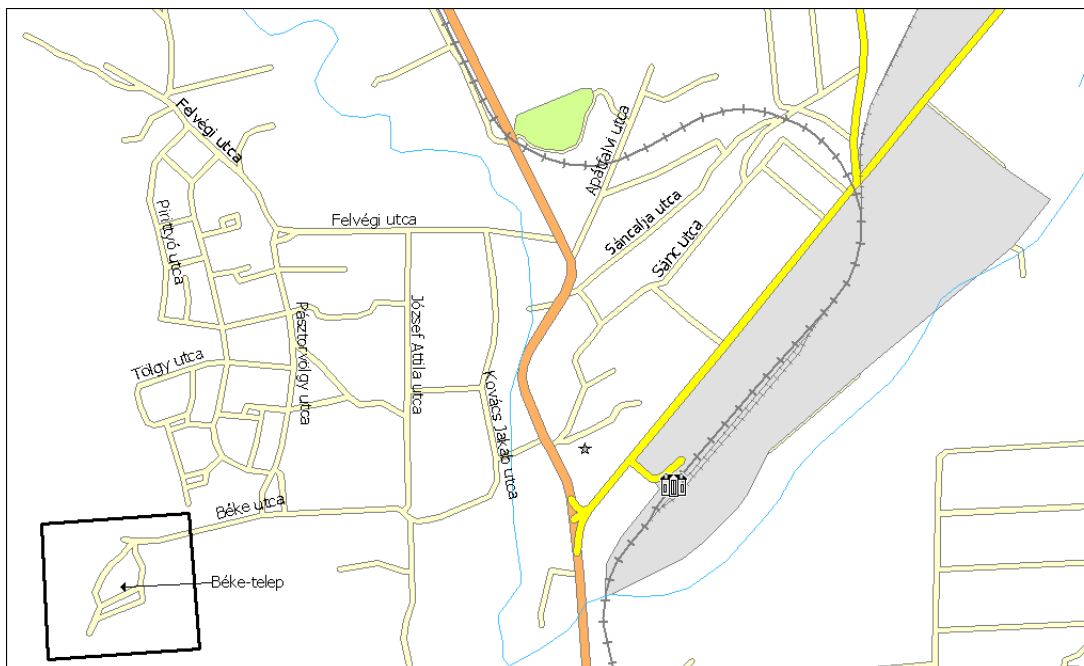 Felvégi utca
Apátfalvi utca
Pirittyó utca
Felvégi utca
Sáncalja utca
Sánc utca
József Attila utca
Pásztorvölgy utca
Tölgy utca
Kovács Jakab utca
Béke utca
Béke-telep